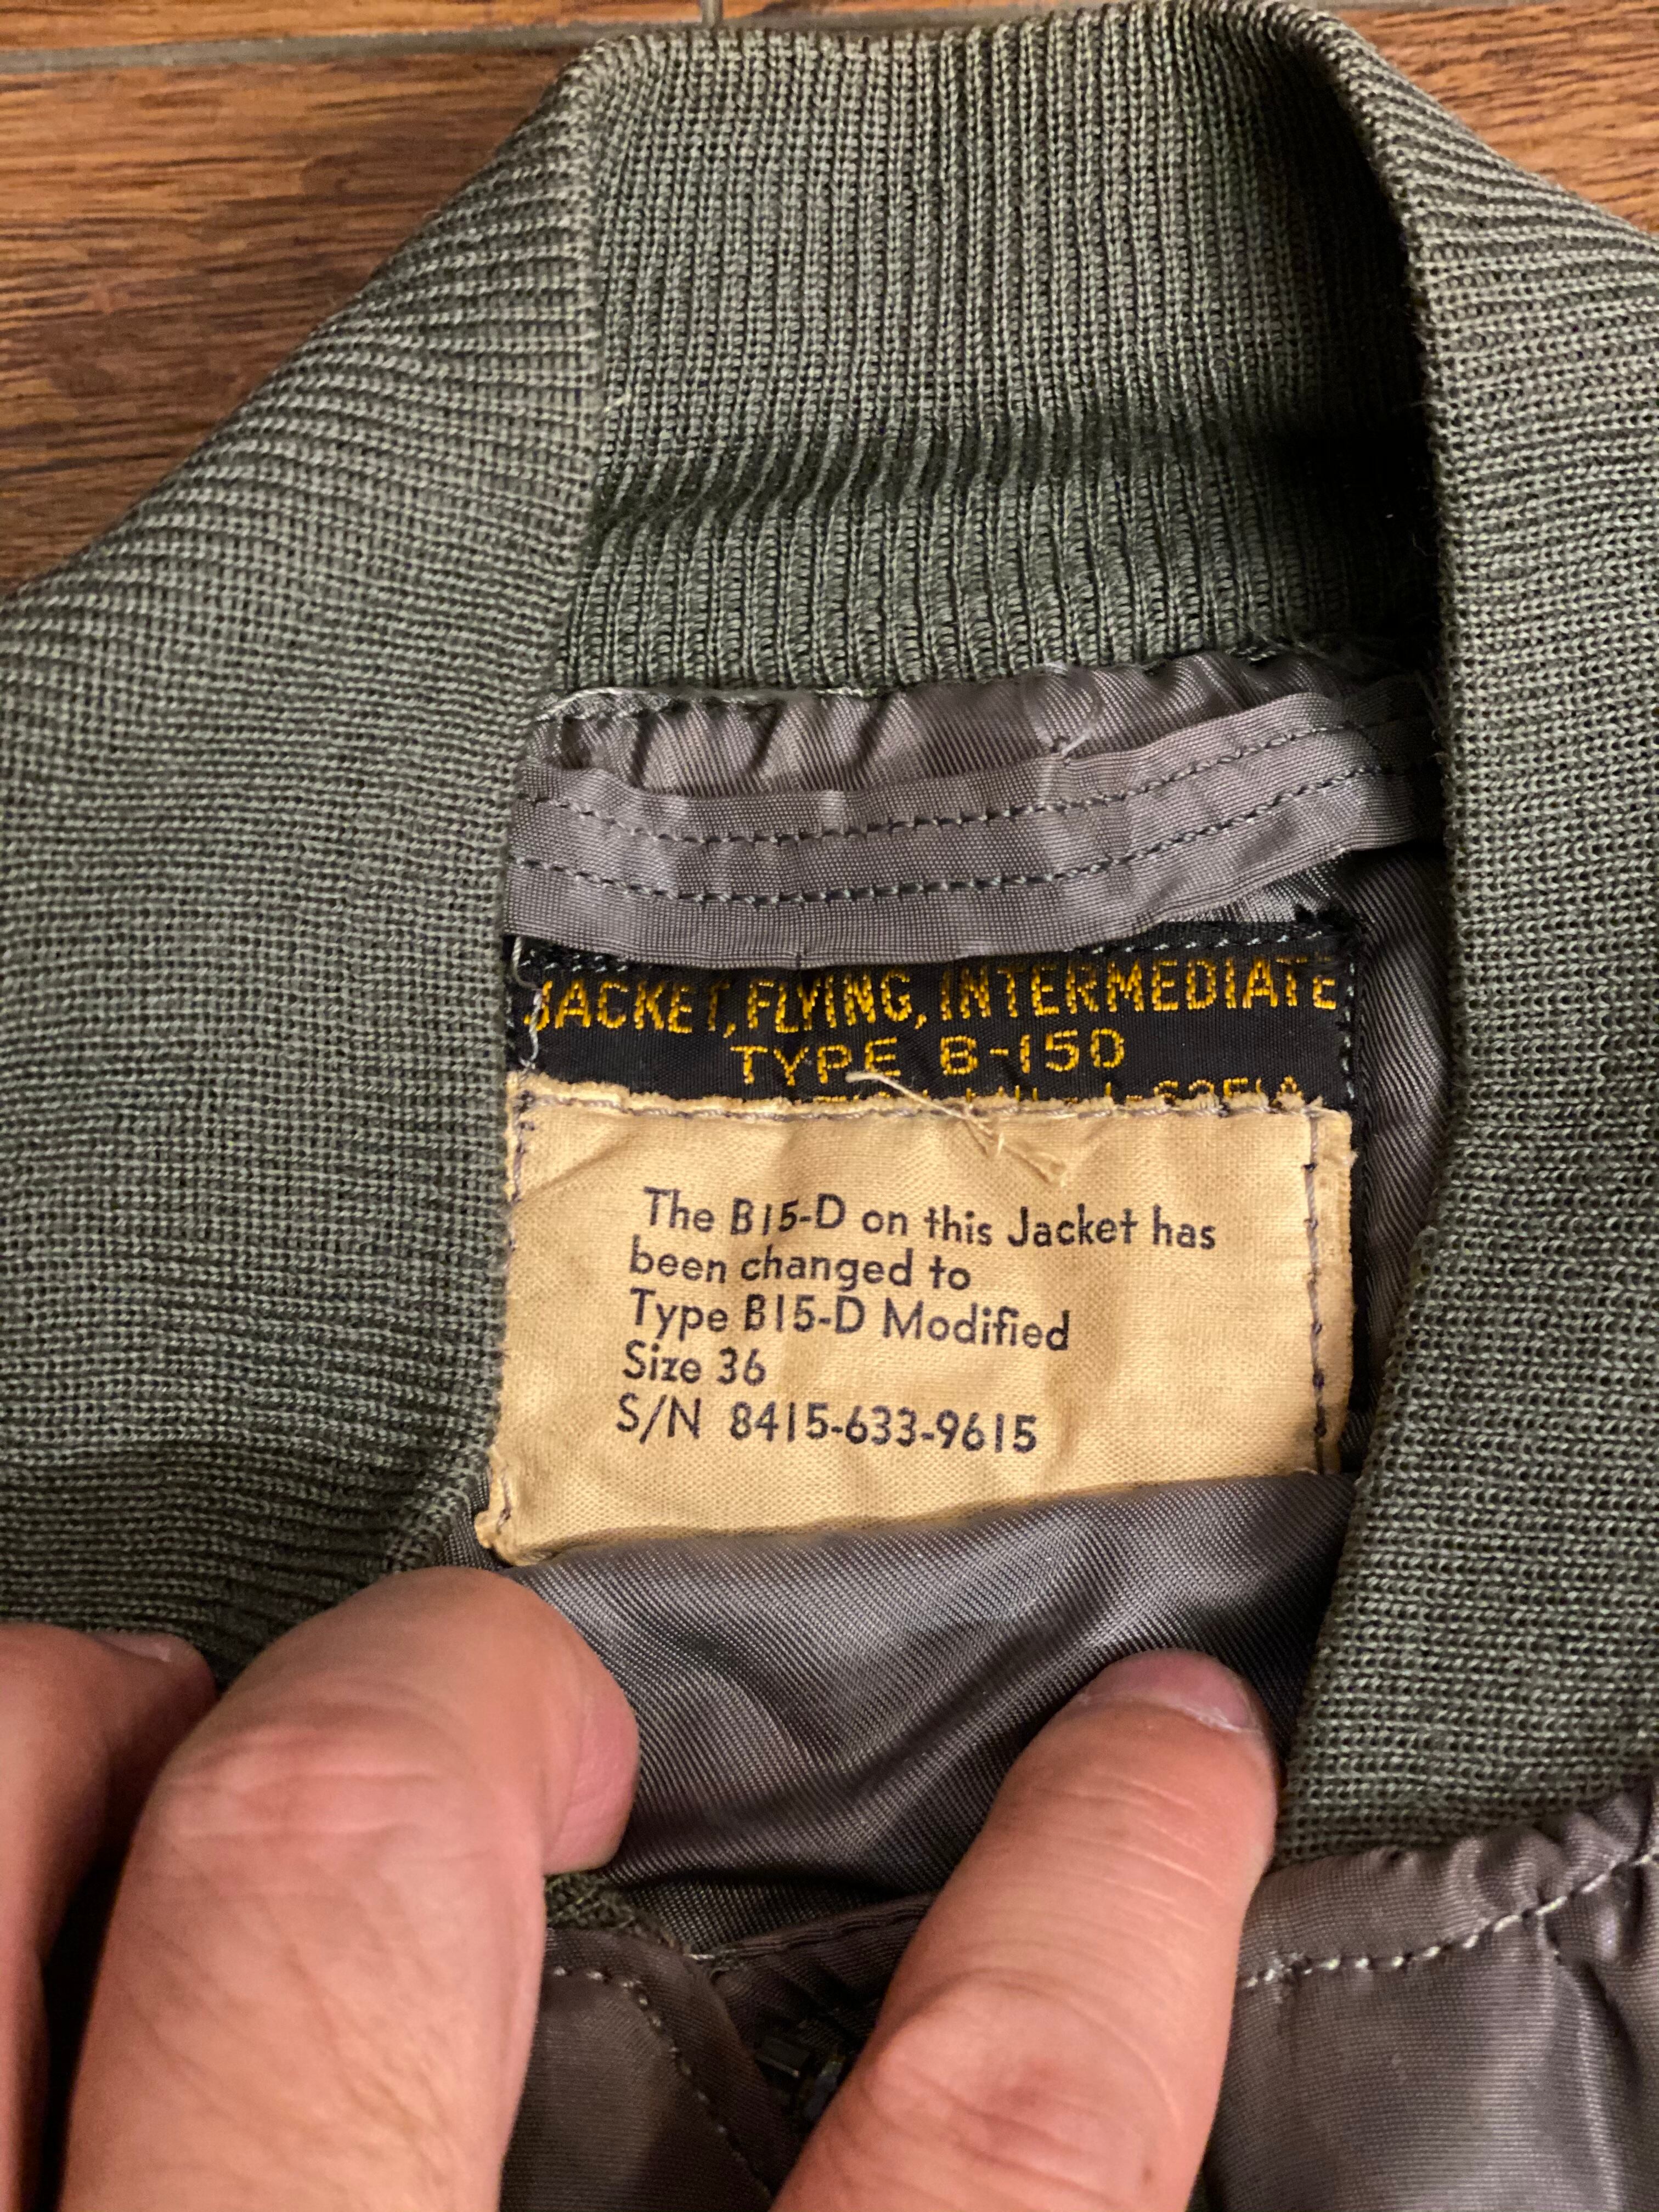 JACKET, FLYING, INTERMEDIATE
TYPE B-15D
The B15-D on this Jacket has
been changed to
Type B15-D Modified
Size 36
S/N 8415-633-9615